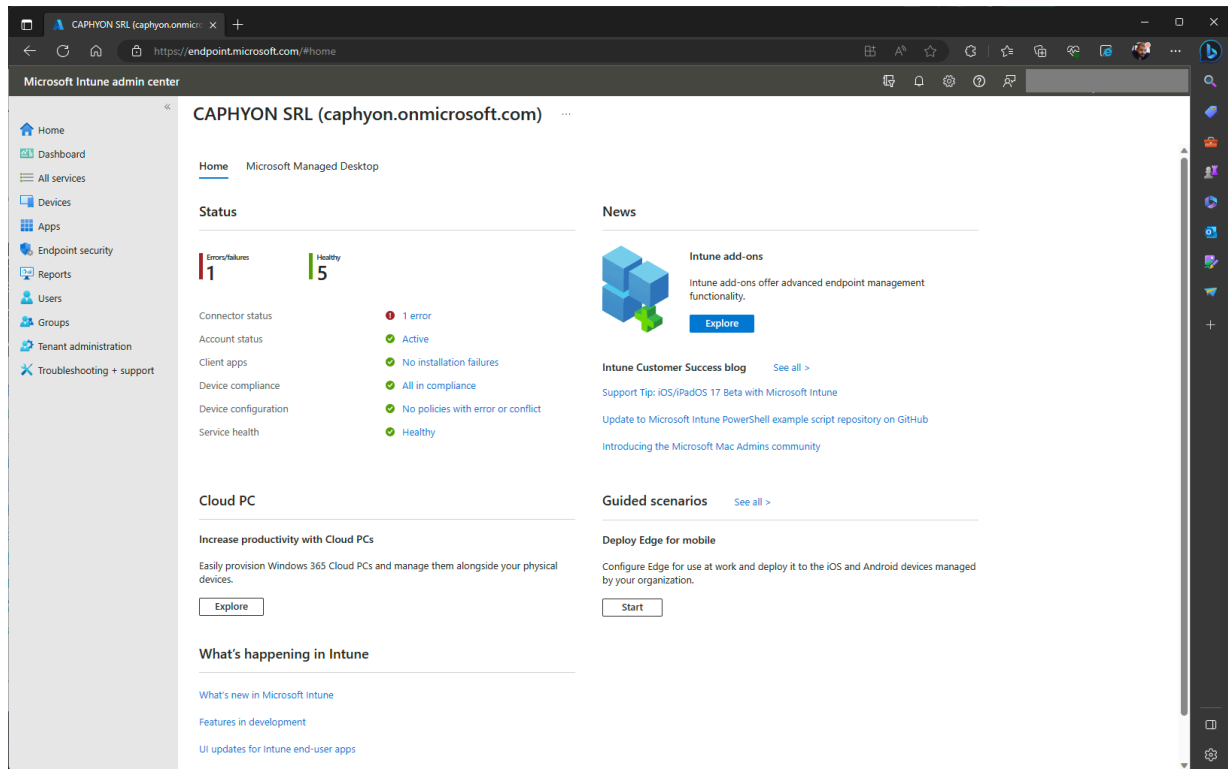 CAPHYON SRL (caphyon.onmicro
https://endpoint.microsoft.com/#home
Microsoft Intune admin center
Home
Dashboard
All services
Devices
Apps
Endpoint security
Reports
Users
Groups
Tenant administration
Troubleshooting + support
CAPHYON SRL (caphyon.onmicrosoft.com) ...
Home Microsoft Managed Desktop
Status
Errors/failures Healthy
1 5
Connector status 1 error
Account status Active
Client apps No installation failures
Device compliance All in compliance
Device configuration No policies with error or conflict
Service health Healthy
News
Intune add-ons
Intune add-ons offer advanced endpoint management
functionality.
Explore
Intune Customer Success blog See all >
Support Tip: iOS/iPadOS 17 Beta with Microsoft Intune
Update to Microsoft Intune PowerShell example script repository on GitHub
Introducing the Microsoft Mac Admins community
Cloud PC
Increase productivity with Cloud PCs
Easily provision Windows 365 Cloud PCs and manage them alongside your physical
devices.
Explore
Guided scenarios See all >
Deploy Edge for mobile
Configure Edge for use at work and deploy it to the iOS and Android devices managed
by your organization.
Start
What's happening in Intune
What's new in Microsoft Intune
Features in development
UI updates for Intune end-user apps